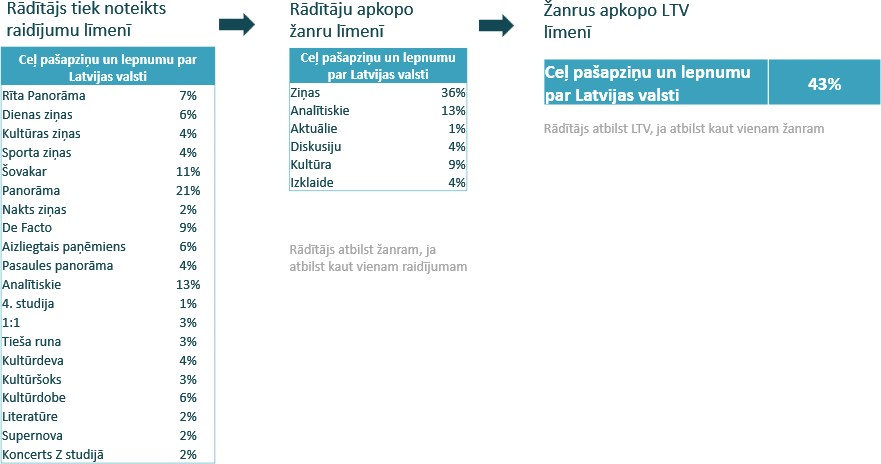 Rādītājs tiek noteikts
raidījumu līmenī
Ceļ pašapziņu un lepnumu par
Latvijas valsti
Rīta Panorāma 7%
Dienas ziņas 6%
Kultūras ziņas 4%
Sporta ziņas 4%
Šovakar 11%
Panorāma 21%
Nakts ziņas 2%
De Facto 9%
Aizliegtais paņēmiens 6%
Pasaules panorāma 4%
Analītiskie 13%
4. studija 1%
1:1 3%
Tieša runa 3%
Kultūrdeva 4%
Kultūršoks 3%
Kultūrdobe 6%
Literatūre 2%
Supernova 2%
Koncerts Z studijā 2%
Rādītāju apkopo
žanru līmenī
Ceļ pašapziņu un lepnumu
par Latvijas valsti
Ziņas 36%
Analītiskie 13%
Aktuālie 1%
Diskusiju 4%
Kultūra 9%
Izklaide 4%
Rādītājs atbilst žanram, ja
atbilst kaut vienam raidījumam
Žanrus apkopo LTV
līmenī
Ceļ pašapziņu un lepnumu
par Latvijas valsti 43%
Rādītājs atbilst LTV, ja atbilst kaut vienam žanram